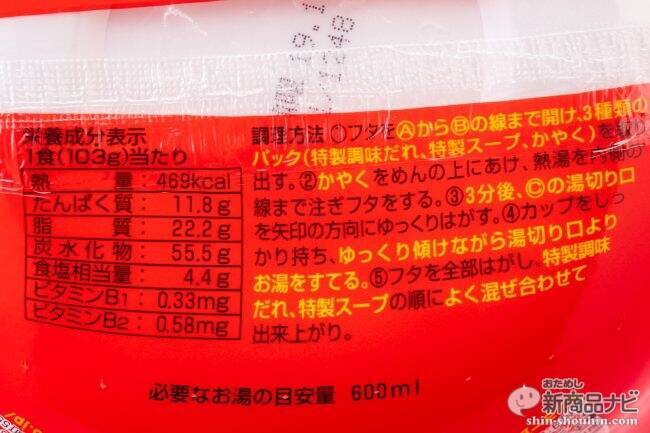 栄養成分表示
1食(103g)当たり
熱量：469kcal
たんぱく質：11.8g
脂質：22.2g
炭水化物：55.5g
食塩相当量：4.4g
ビタミンB1：0.33mg
ビタミンB2：0.58mg
調理方法 ①フタをⒶからⒷの線まで開け、3種類の
パック(特製調味だれ、特製スープ、かやく)を取り
出す。②かやくをめんの上にあけ、熱湯を内側の
線まで注ぎフタをする。③3分後、Ⓒの湯切り口
を矢印の方向にゆっくりはがす。④カップをしっ
かり持ち、ゆっくり傾けながら湯切り口より
お湯をすてる。⑤フタを全部はがし、特製調味
だれ、特製スープの順によく混ぜ合わせて
出来上がり。
必要なお湯の目安量 600ml
おためし
新商品ナビ
shin-shouhin.com